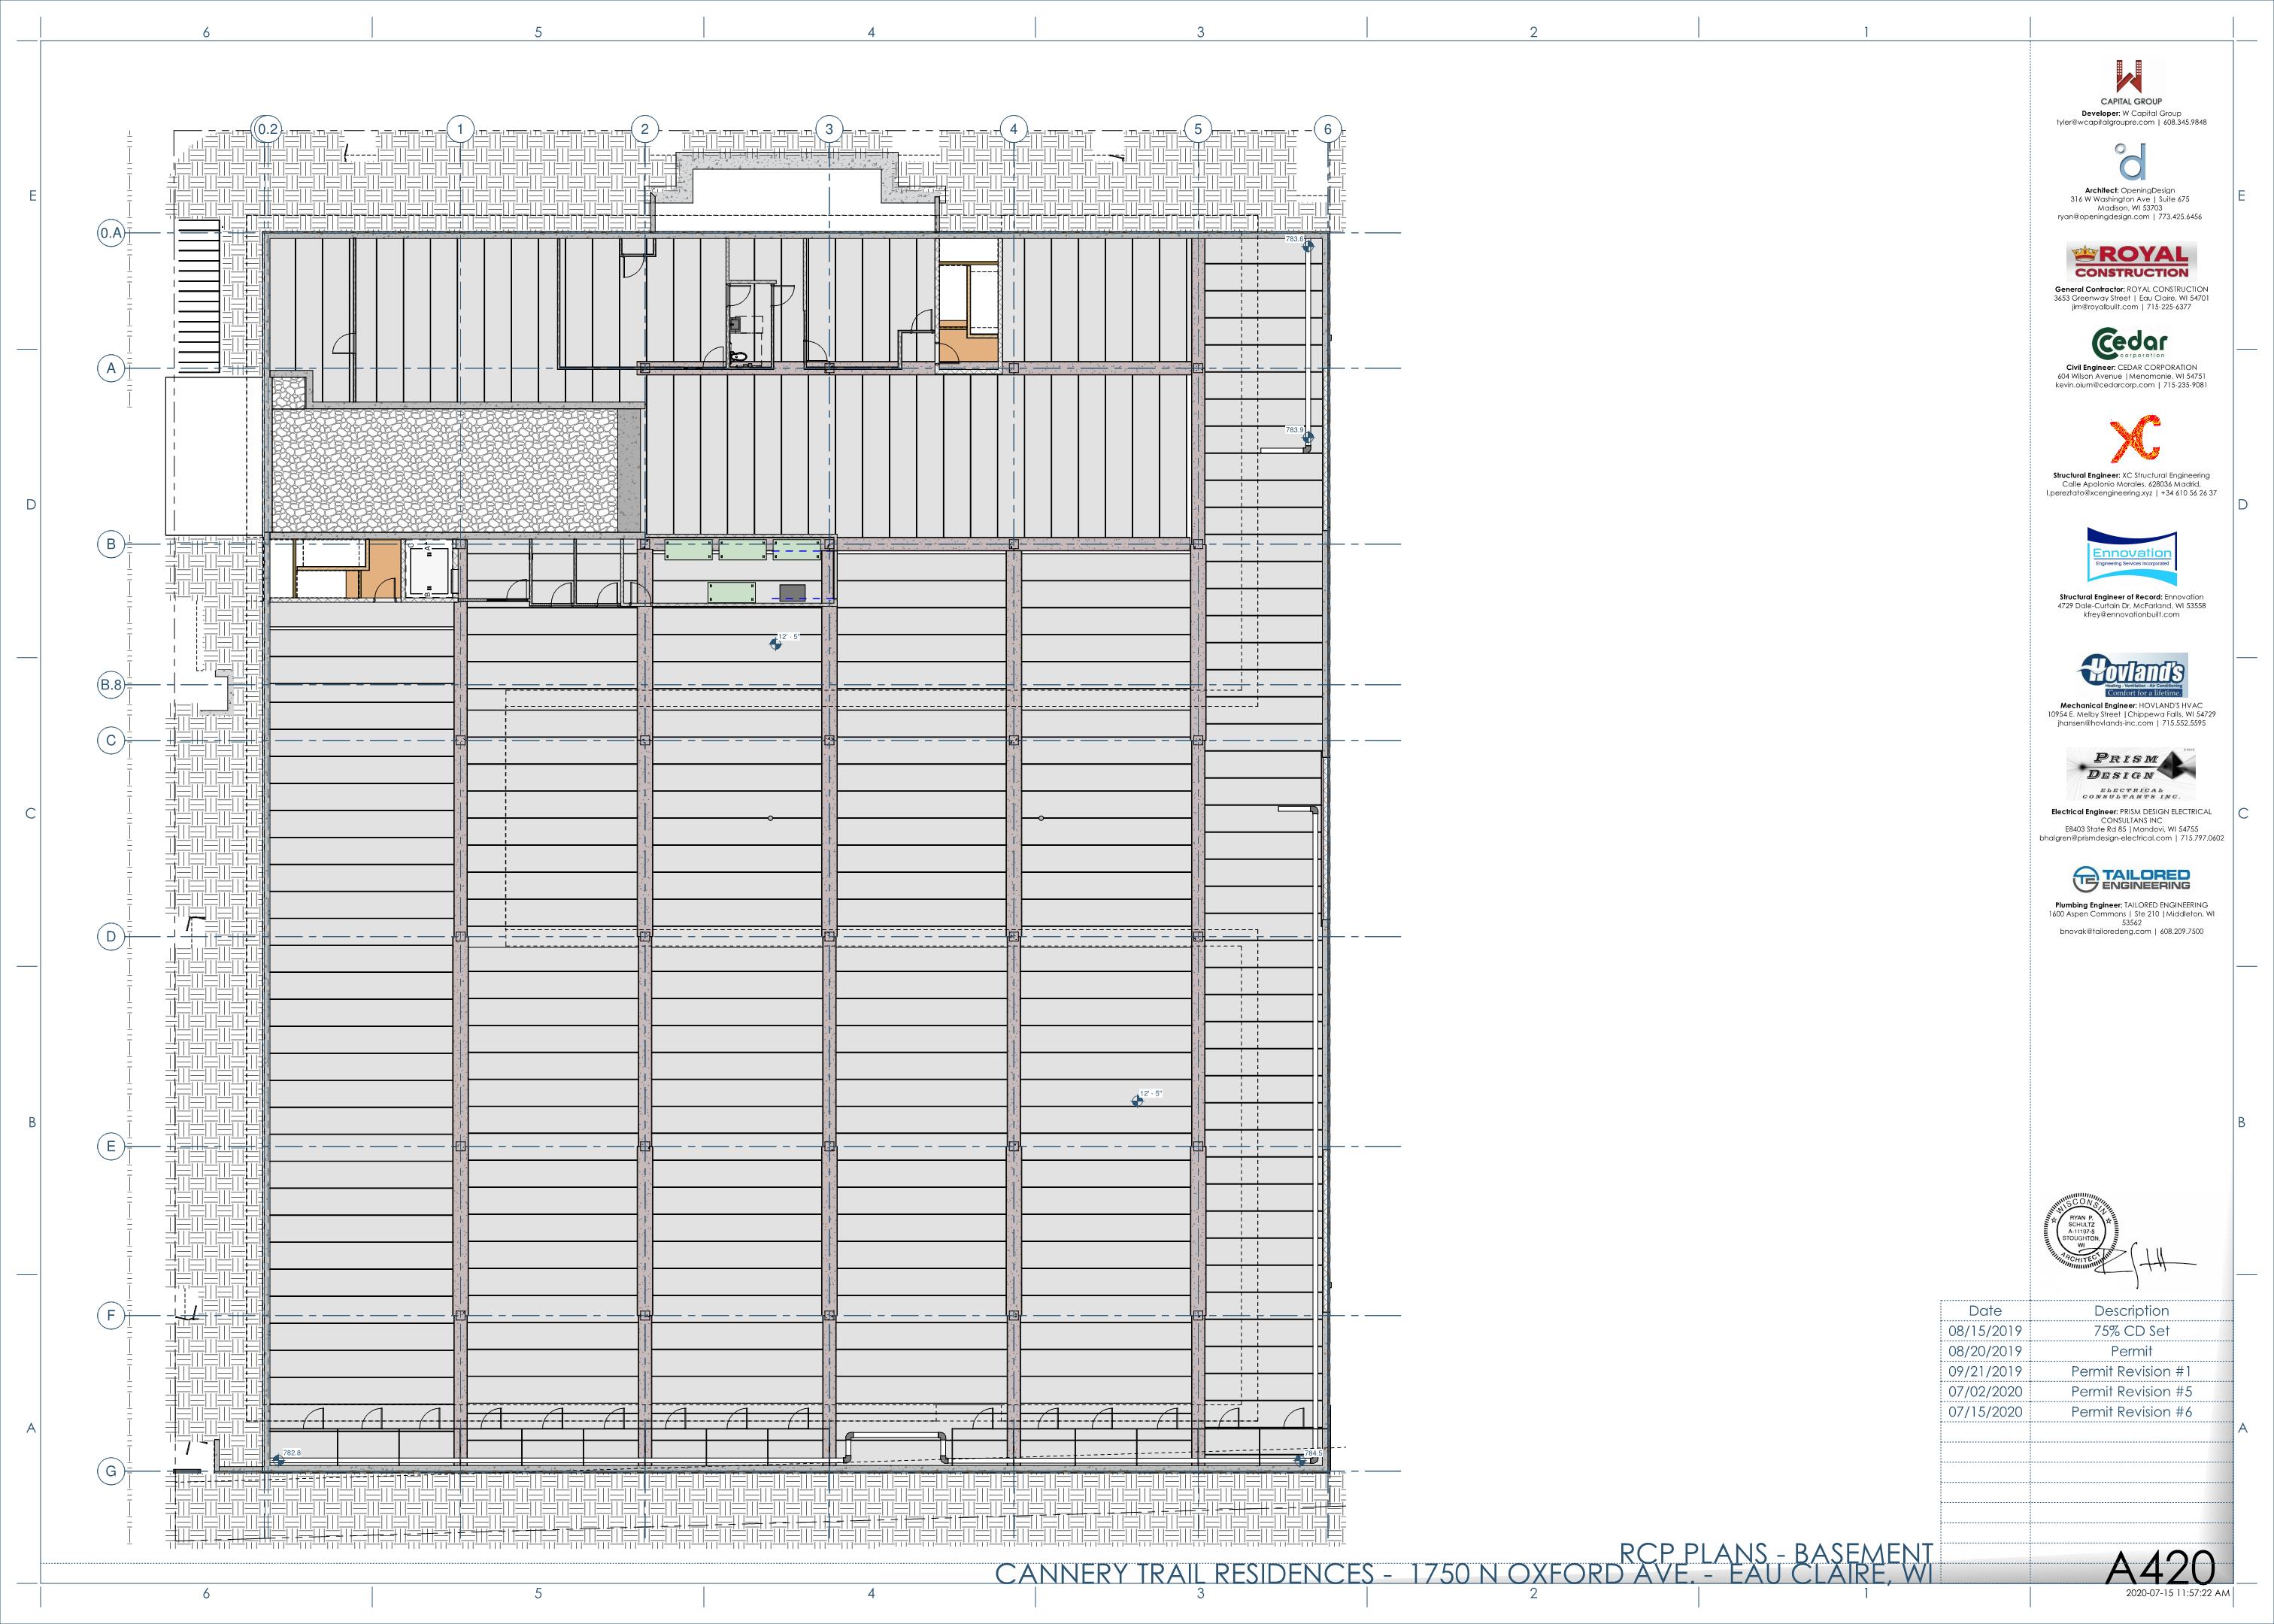 6 5 4 3 2 1
0.2 1 2 3 4 5 6
E E
0.A
A
D D
B
B.8
C
C C
D
E
B B
F
A A
G
783.6
783.9
12' - 5"
12' - 5"
782.8
784.5
CAPITAL GROUP
Developer: W Capital Group
tyler@wcapitalgroupre.com | 608.345.9848
d
Architect: OpeningDesign
316 W Washington Ave | Suite 675
Madison, WI 53703
ryan@openingdesign.com | 773.425.6456
ROYAL
CONSTRUCTION
General Contractor: ROYAL CONSTRUCTION
3653 Greenway Street | Eau Claire, WI 54701
jim@royalbuilt.com | 715-225-6377
Cedar
corporation
Civil Engineer: CEDAR CORPORATION
604 Wilson Avenue |Menomonie, WI 54751
kevin.oium@cedarcorp.com | 715-235-9081
XC
Structural Engineer: XC Structural Engineering
Calle Apolonio Morales, 628036 Madrid,
l.pereztato@xcengineering.xyz | +34 610 56 26 37
Ennovation
Engineering Services Incorporated
Structural Engineer of Record: Ennovation
4729 Dale-Curtain Dr, McFarland, WI 53558
kfrey@ennovationbuilt.com
Hovland's
Heating - Ventilation - Air Conditioning
Comfort for a lifetime.
Mechanical Engineer: HOVLAND'S HVAC
10954 E. Melby Street |Chippewa Falls, WI 54729
jhansen@hovlands-inc.com | 715.552.5595
PRISM
DESIGN
ELECTRICAL
CONSULTANTS INC.
Electrical Engineer: PRISM DESIGN ELECTRICAL
CONSULTANS INC
E8403 State Rd 85 |Mondovi, WI 54755
bhalgren@prismdesign-electrical.com | 715.797.0602
TE TAILORED
ENGINEERING
Plumbing Engineer: TAILORED ENGINEERING
1600 Aspen Commons | Ste 210 |Middleton, WI
53562
bnovak@tailoredeng.com | 608.209.7500
WISCONSIN
RYAN P.
SCHULTZ
A-11197-5
STOUGHTON,
WI
ARCHITECT
Date Description
08/15/2019 75% CD Set
08/20/2019 Permit
09/21/2019 Permit Revision #1
07/02/2020 Permit Revision #5
07/15/2020 Permit Revision #6
RCP PLANS - BASEMENT
CANNERY TRAIL RESIDENCES - 1750 N OXFORD AVE. - EAU CLAIRE, WI
A420
2020-07-15 11:57:22 AM
6 5 4 3 2 1